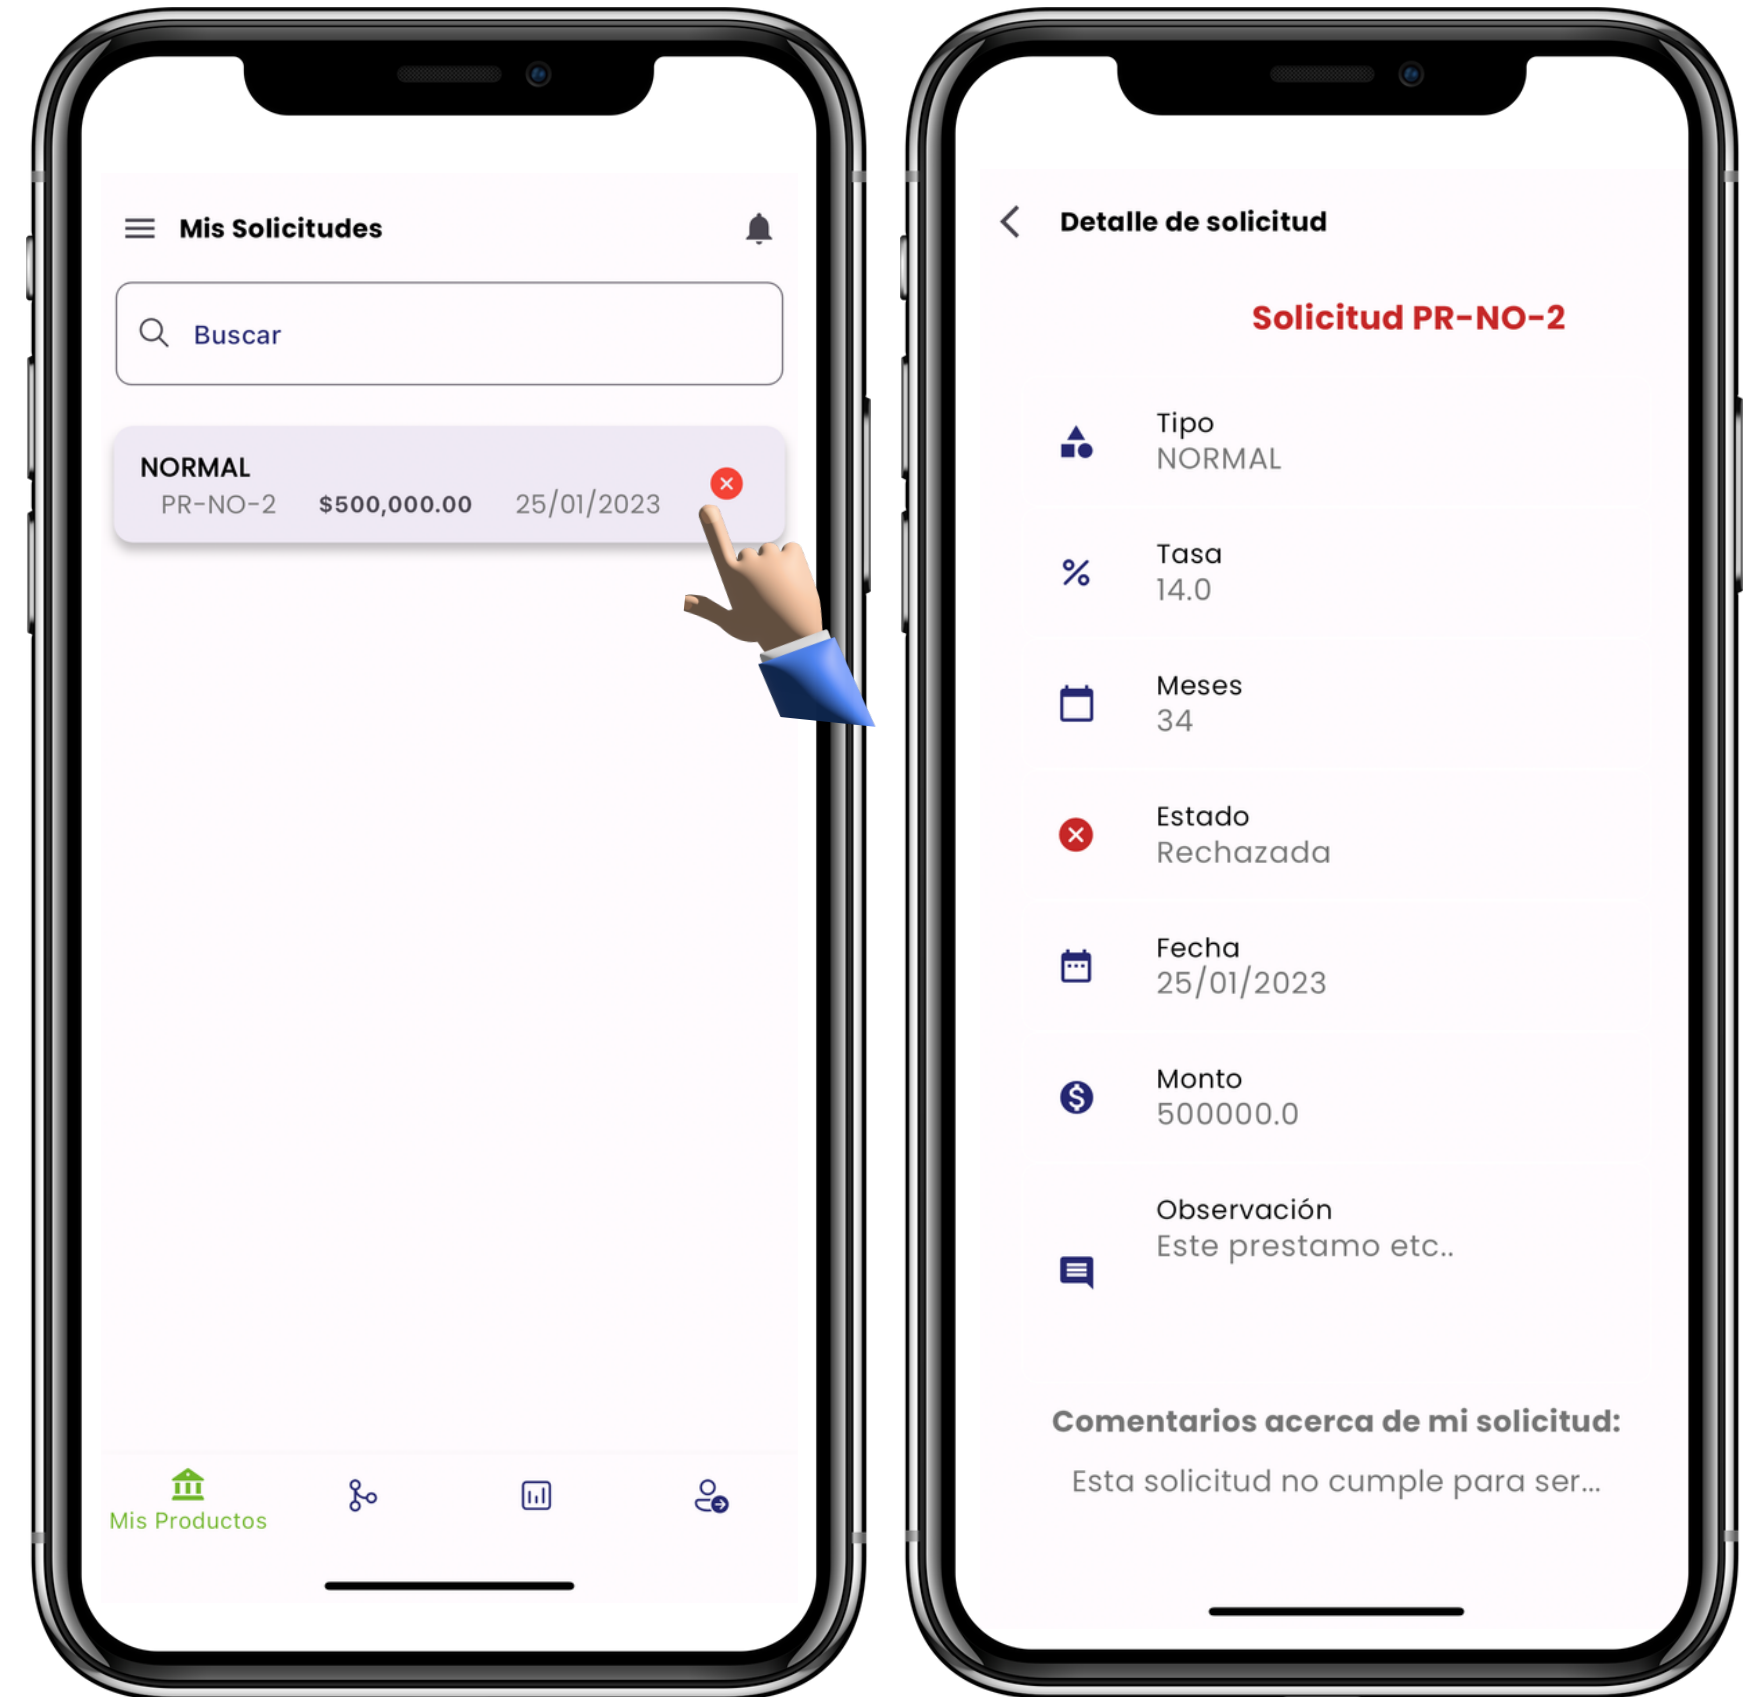 Mis Solicitudes
Buscar
NORMAL
PR-NO-2 $500,000.00 25/01/2023
Mis Productos
Detalle de solicitud
Solicitud PR-NO-2
Tipo
NORMAL
Tasa
14.0
Meses
34
Estado
Rechazada
Fecha
25/01/2023
Monto
500000.0
Observación
Este prestamo etc..
Comentarios acerca de mi solicitud:
Esta solicitud no cumple para ser...